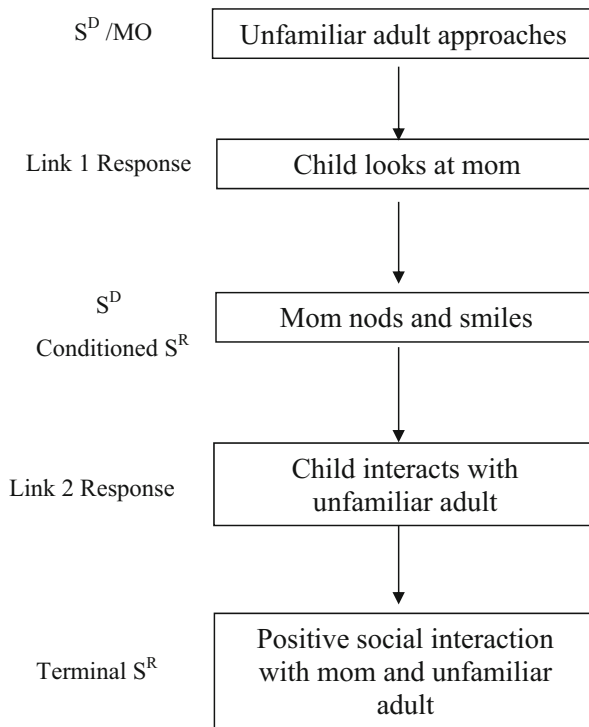 S^D /MO
Unfamiliar adult approaches
Link 1 Response
Child looks at mom
S^D
Conditioned S^R
Mom nods and smiles
Link 2 Response
Child interacts with
unfamiliar adult
Terminal S^R
Positive social interaction
with mom and unfamiliar
adult